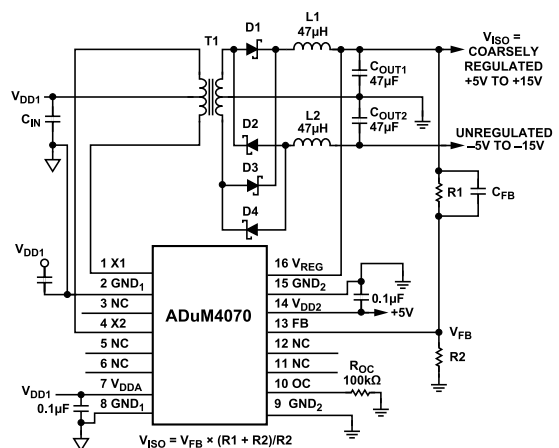 D1
L1
47µH
T1
V_ISO =
COARSELY
REGULATED
+5V TO +15V
C_OUT1
47µF
V_DD1
C_IN
D2
L2
47µH
C_OUT2
47µF
UNREGULATED
–5V TO –15V
D3
R1
C_FB
D4
V_DD1
1 X1
2 GND_1
3 NC
4 X2
5 NC
6 NC
7 V_DDA
8 GND_1
ADuM4070
16 V_REG
15 GND_2
14 V_DD2
13 FB
12 NC
11 NC
10 OC
9 GND_2
0.1µF
+5V
V_FB
R2
R_OC
100kΩ
V_DD1
0.1µF
V_ISO = V_FB × (R1 + R2)/R2